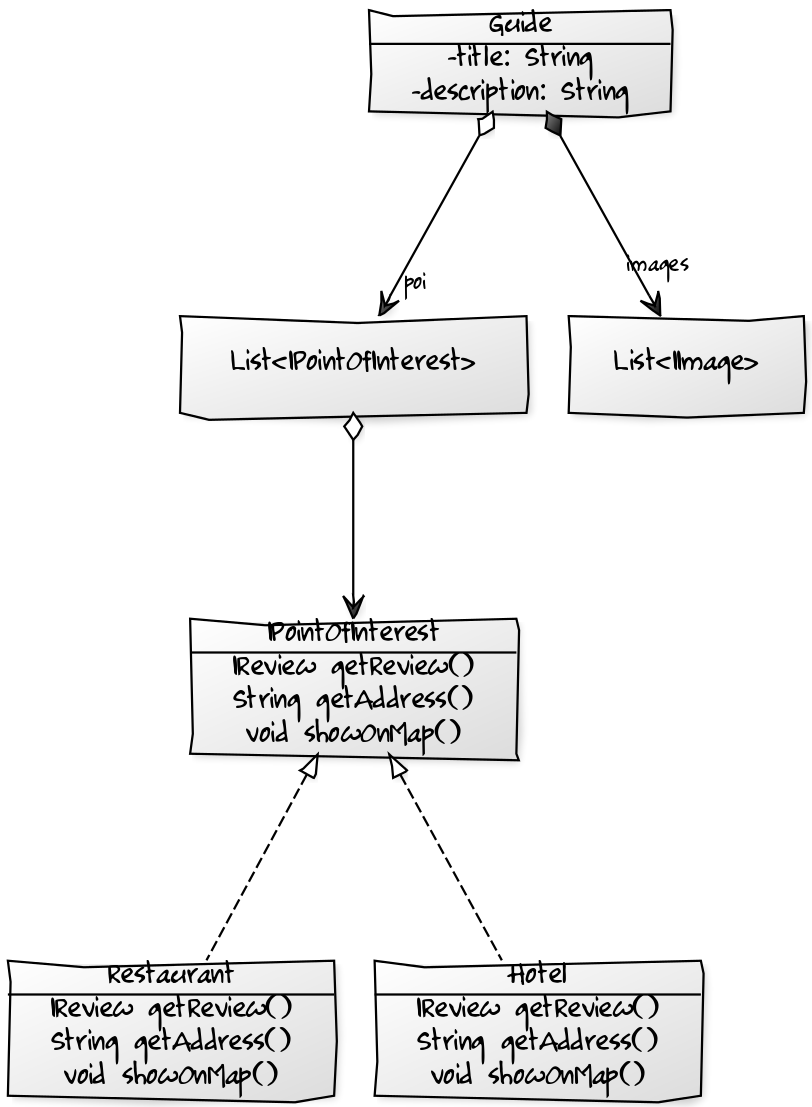 Guide
-title: String
-description: String
poi
images
List<IPointOfInterest>
List<IImage>
IPointOfInterest
IReview getReview()
String getAddress()
void showOnMap()
Restaurant
IReview getReview()
String getAddress()
void showOnMap()
Hotel
IReview getReview()
String getAddress()
void showOnMap()